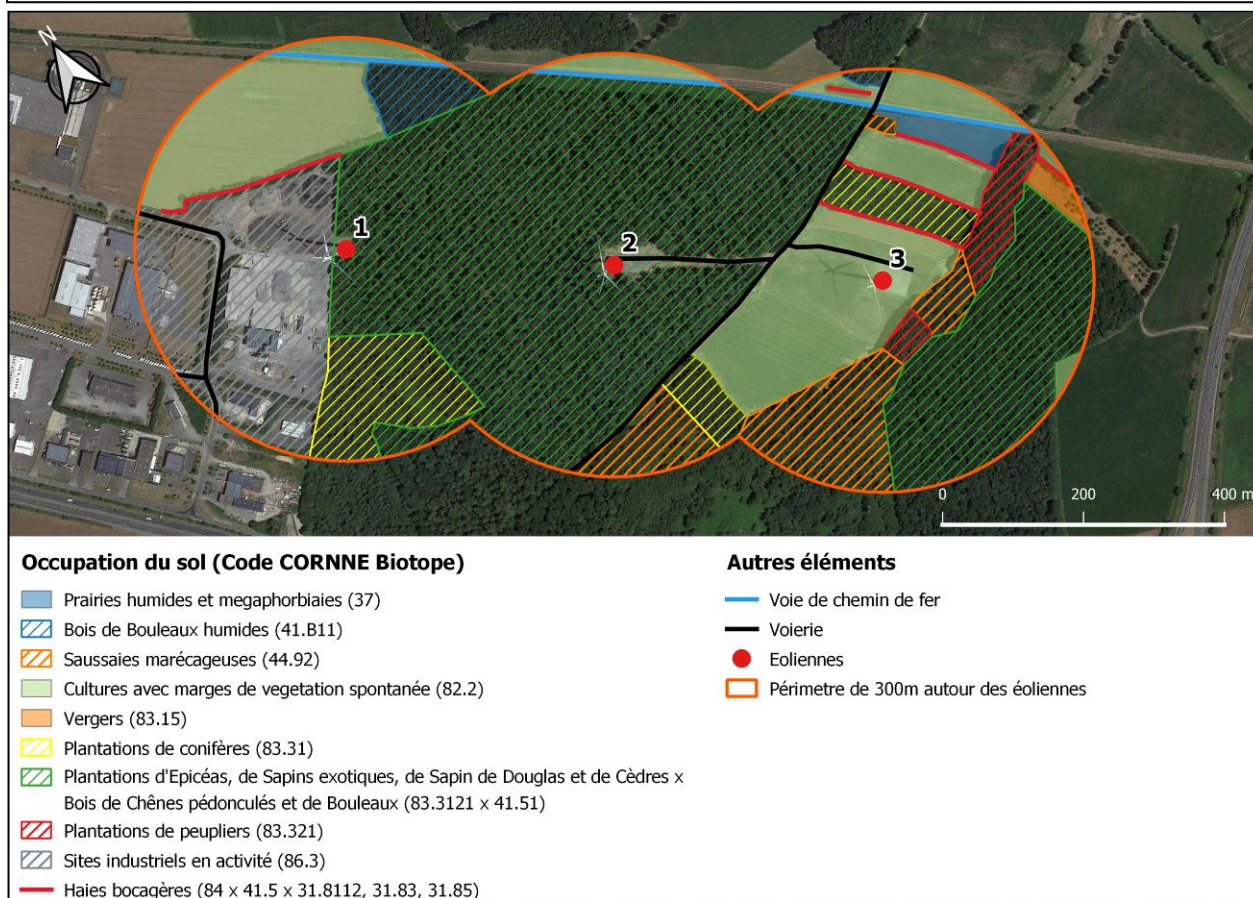 N
1
2
3
0 200 400 m
Occupation du sol (Code CORNNE Biotope)
Prairies humides et megaphorbiaies (37)
Bois de Bouleaux humides (41.B11)
Saussaies marécageuses (44.92)
Cultures avec marges de vegetation spontanée (82.2)
Vergers (83.15)
Plantations de conifères (83.31)
Plantations d'Epicéas, de Sapins exotiques, de Sapin de Douglas et de Cèdres x
Bois de Chênes pédonculés et de Bouleaux (83.3121 x 41.51)
Plantations de peupliers (83.321)
Sites industriels en activité (86.3)
Haies bocagères (84 x 41.5 x 31.8112, 31.83, 31.85)
Autres éléments
Voie de chemin de fer
Voierie
Eoliennes
Périmetre de 300m autour des éoliennes